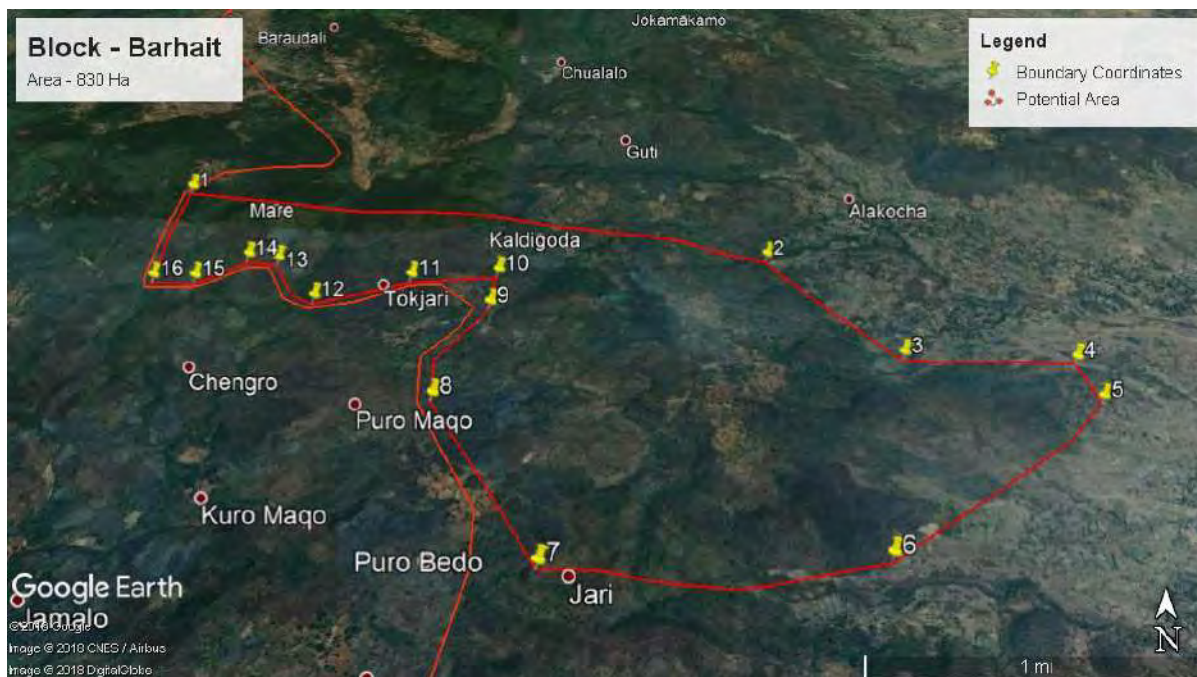 Block - Barhait
Area - 830 Ha
Legend
Boundary Coordinates
Potential Area
Jokamākamo
Baraudali
Chualalo
Guti
1
Mare
Alakocha
14
13
Kaldigoda
2
16
15
11
10
12
Tokjari
9
3
4
Chengro
8
5
Puro Maqo
Kuro Maqo
7
6
Puro Bedo
Jari
Google Earth
Jamalo
© 2018 Google
Image © 2018 CNES / Airbus
Image © 2018 DigitalGlobe
1 mi
N